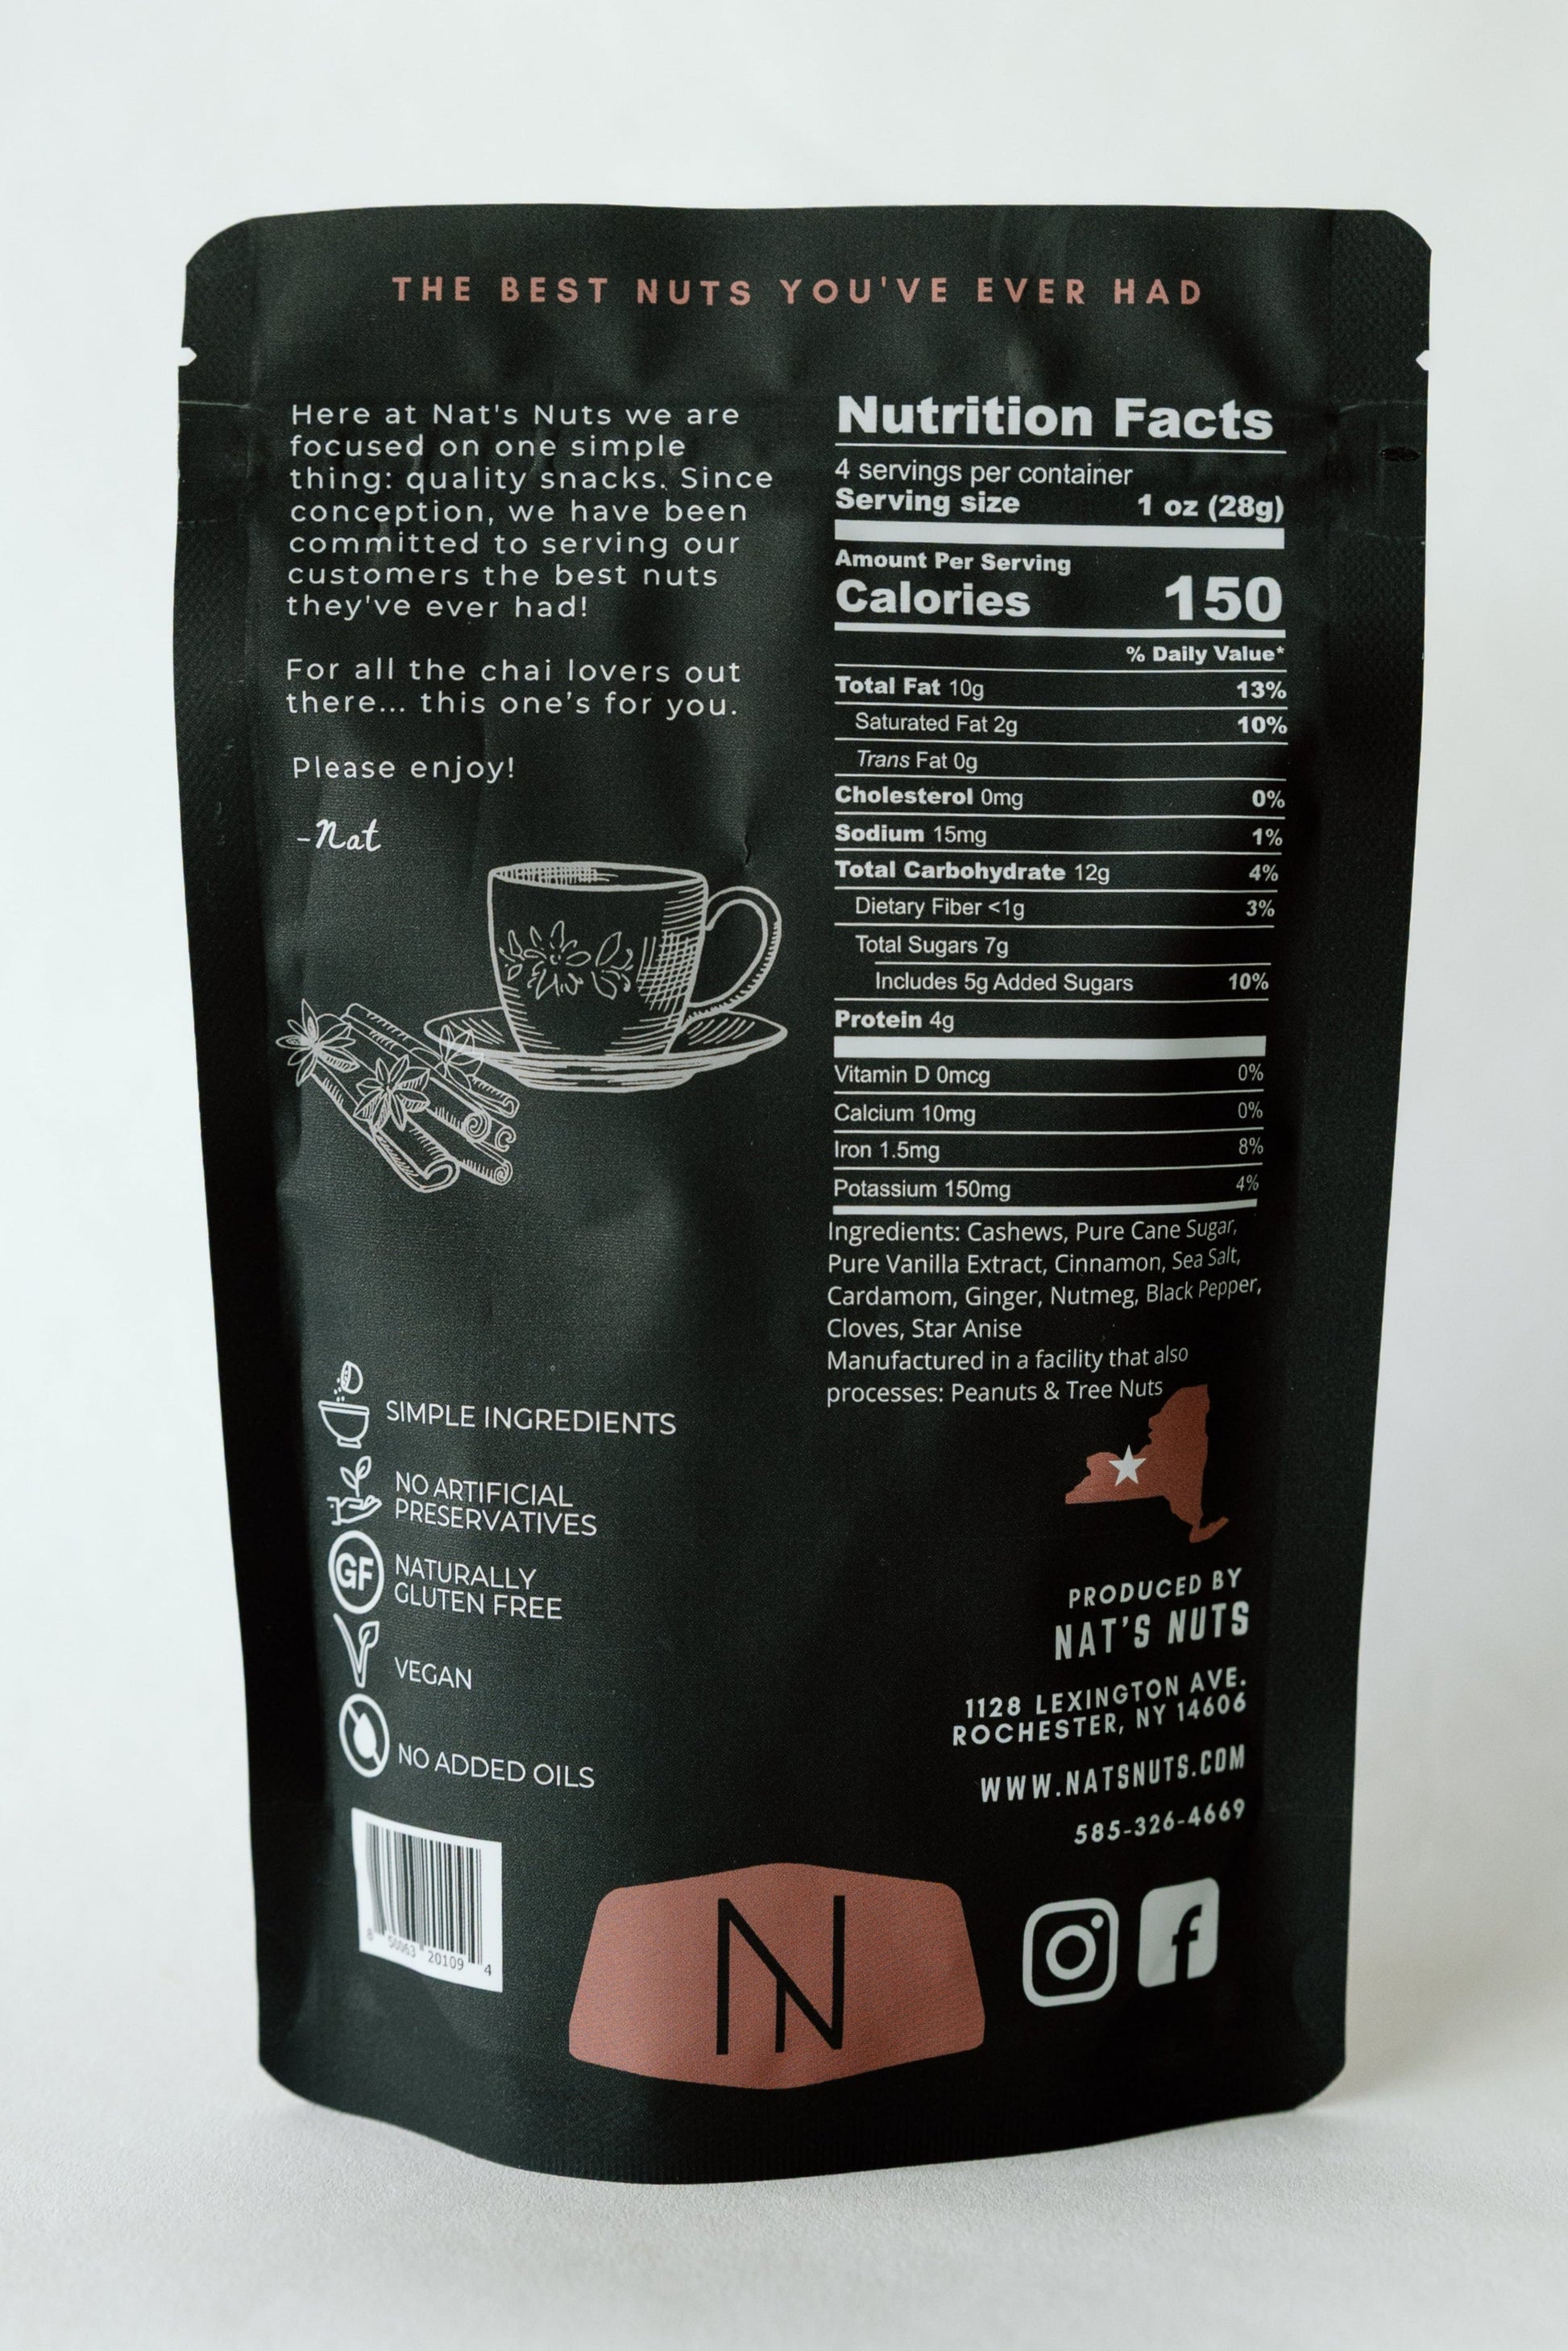 THE BEST NUTS YOU'VE EVER HAD
Here at Nat's Nuts we are
focused on one simple
thing: quality snacks. Since
conception, we have been
committed to serving our
customers the best nuts
they've ever had!
For all the chai lovers out
there... this one's for you.
Please enjoy!
-Nat
SIMPLE INGREDIENTS
NO ARTIFICIAL
PRESERVATIVES
GF
NATURALLY
GLUTEN FREE
VEGAN
NO ADDED OILS
8 50063 20109 4
Nutrition Facts
4 servings per container
Serving size 1 oz (28g)
Amount Per Serving
Calories 150
% Daily Value*
Total Fat 10g 13%
Saturated Fat 2g 10%
Trans Fat 0g
Cholesterol 0mg 0%
Sodium 15mg 1%
Total Carbohydrate 12g 4%
Dietary Fiber <1g 3%
Total Sugars 7g
Includes 5g Added Sugars 10%
Protein 4g
Vitamin D 0mcg 0%
Calcium 10mg 0%
Iron 1.5mg 8%
Potassium 150mg 4%
Ingredients: Cashews, Pure Cane Sugar,
Pure Vanilla Extract, Cinnamon, Sea Salt,
Cardamom, Ginger, Nutmeg, Black Pepper,
Cloves, Star Anise
Manufactured in a facility that also
processes: Peanuts & Tree Nuts
PRODUCED BY
NAT'S NUTS
1128 LEXINGTON AVE.
ROCHESTER, NY 14606
WWW.NATSNUTS.COM
585-326-4669
N
f